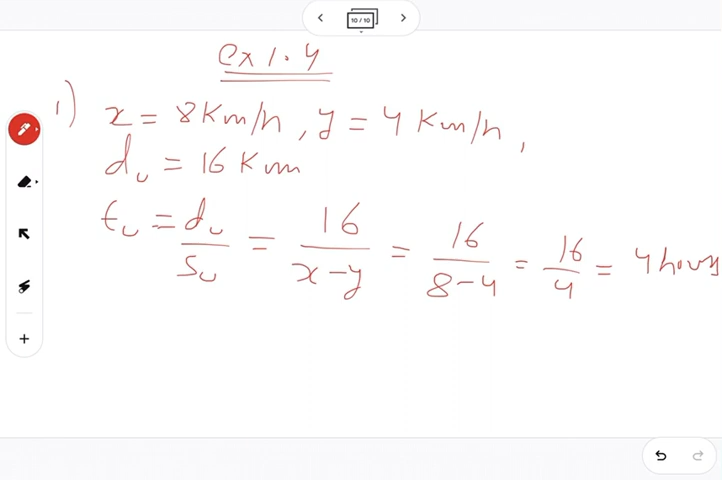 10/10
ex 1.4
1) x = 8 Km/h, y = 4 Km/h,
du = 16 Km
tu = du/Su = 16/(x-y) = 16/(8-4) = 16/4 = 4 hours